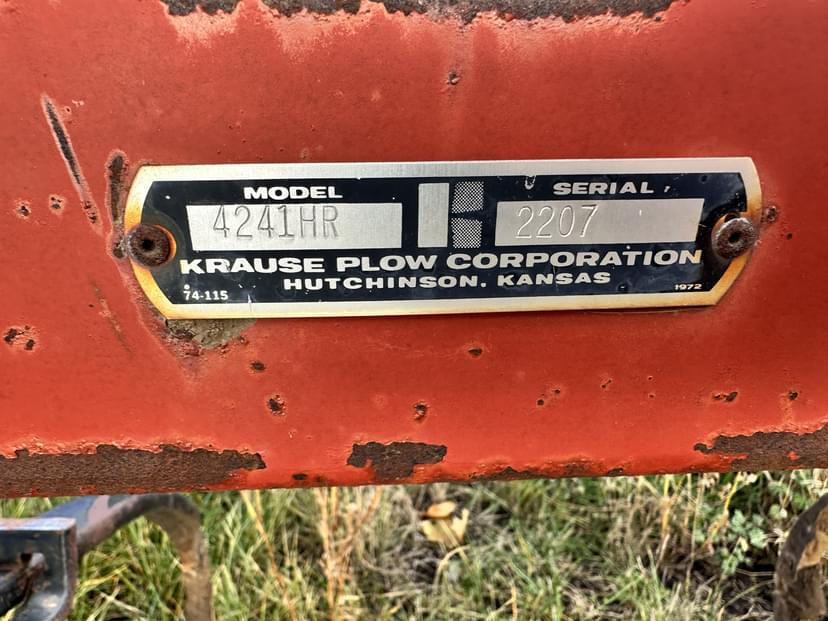 MODEL SERIAL
4241HR 2207
KRAUSE PLOW CORPORATION
HUTCHINSON, KANSAS
74-115 1972